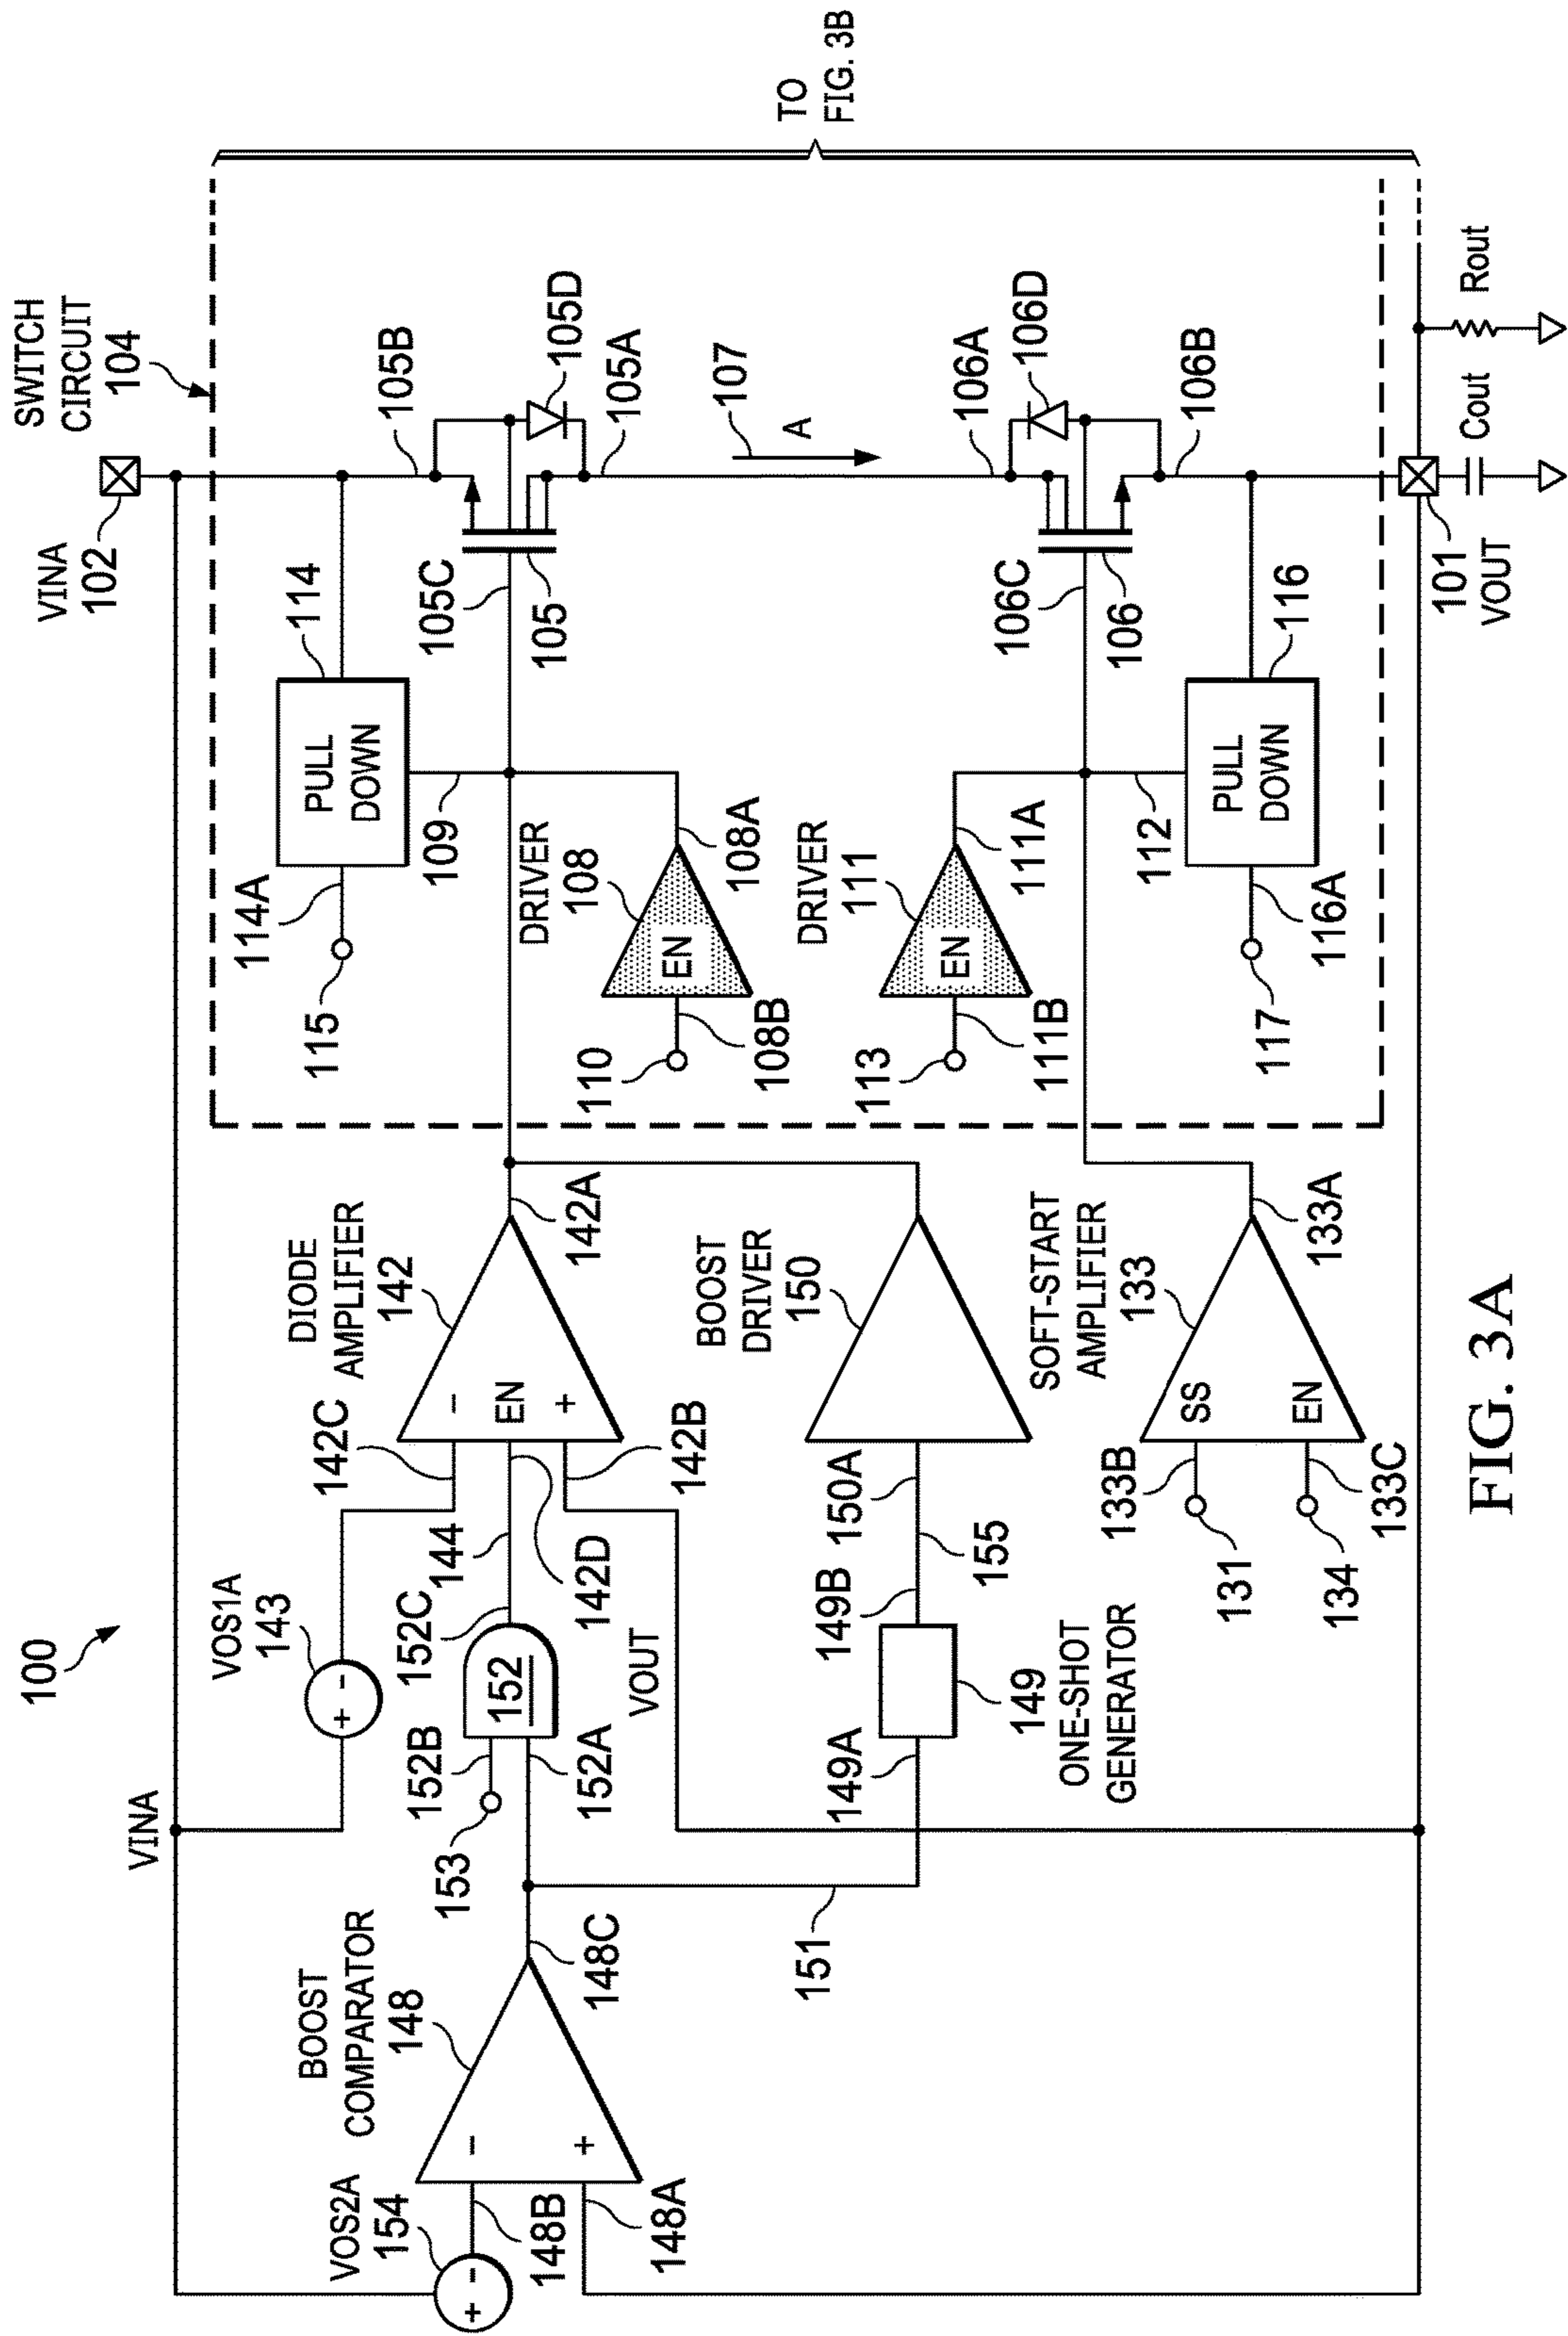 100
VINA
VINA
102
SWITCH
CIRCUIT
104
VOS2A
154
+ -
148B
148A
BOOST
COMPARATOR
148
-
+
148C
151
VOS1A
143
+ -
153
152B
152A
152
152C
144
142D
VOUT
142C
142B
DIODE
AMPLIFIER
142
-
EN
+
142A
149A
149
ONE-SHOT
GENERATOR
149B
155
150A
BOOST
DRIVER
150
SOFT-START
AMPLIFIER
133
SS
EN
133B
131
134
133C
133A
115
114A
PULL
DOWN
114
109
DRIVER
108
EN
108A
108B
110
105C
105
105B
105D
105A
107
A
DRIVER
111
EN
111A
111B
113
106C
106
106A
106D
106B
112
PULL
DOWN
116
116A
117
101
VOUT
Cout
Rout
TO
FIG. 3B
FIG. 3A